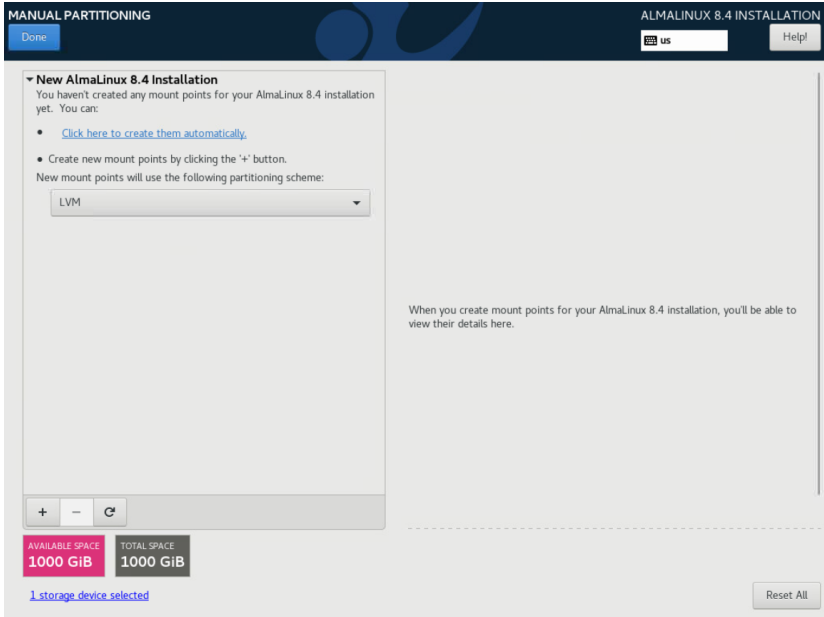 MANUAL PARTITIONING
ALMALINUX 8.4 INSTALLATION
Done
us
Help!
New AlmaLinux 8.4 Installation
You haven't created any mount points for your AlmaLinux 8.4 installation
yet. You can:
• Click here to create them automatically.
• Create new mount points by clicking the '+' button.
New mount points will use the following partitioning scheme:
LVM
When you create mount points for your AlmaLinux 8.4 installation, you'll be able to
view their details here.
+ −
AVAILABLE SPACE
1000 GiB
TOTAL SPACE
1000 GiB
1 storage device selected
Reset All